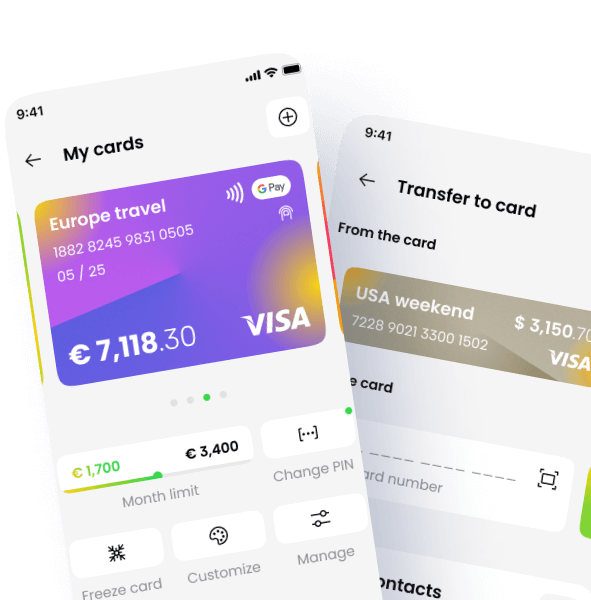 9:41
My cards
Europe travel
G Pay
1882 8245 9831 0505
05 / 25
€ 7,118.30
VISA
€ 1,700
€ 3,400
Month limit
Change PIN
Freeze card
Customize
Manage
9:41
Transfer to card
From the card
USA weekend
$ 3,150.70
7228 9021 3300 1502
VISA
card
number